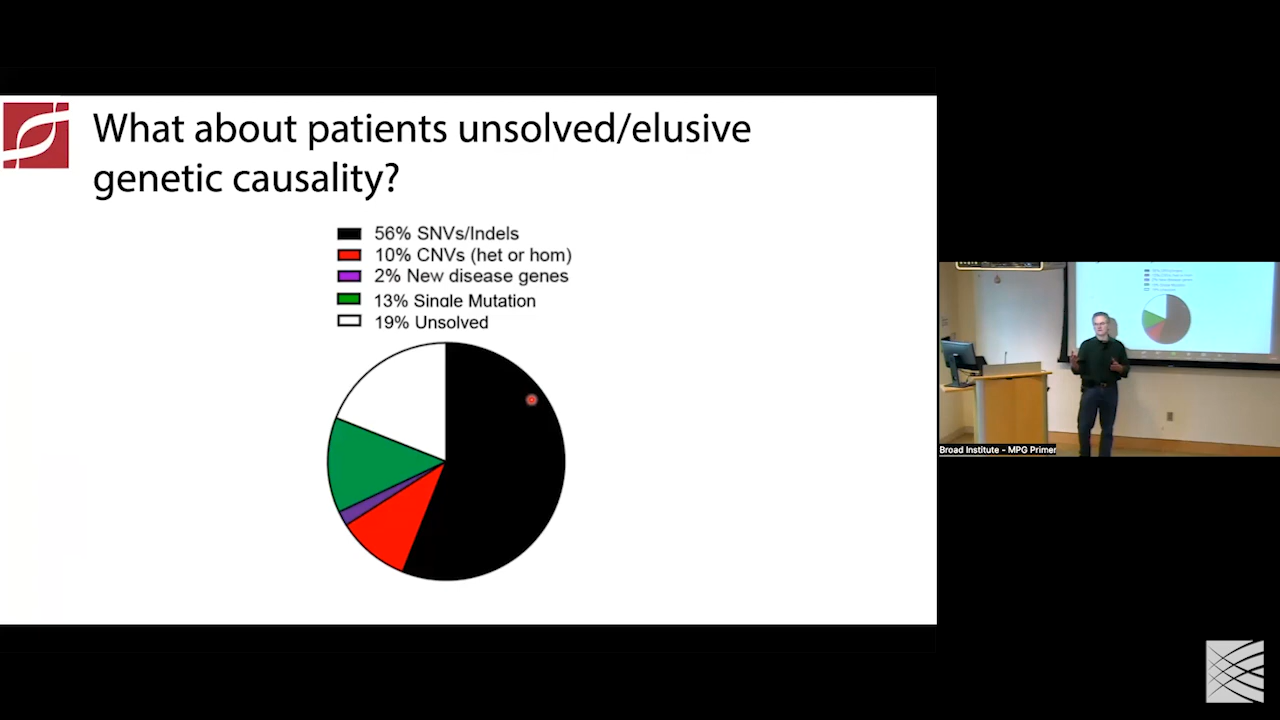 What about patients unsolved/elusive
genetic causality?
56% SNVs/Indels
10% CNVs (het or hom)
2% New disease genes
13% Single Mutation
19% Unsolved
Broad Institute - MPG Primer